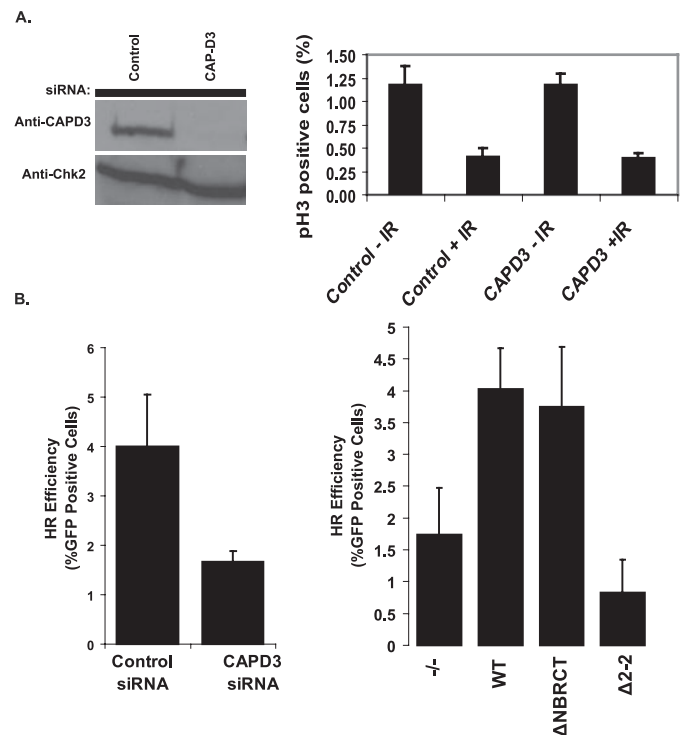 A.
Control
CAP-D3
siRNA:
Anti-CAPD3
Anti-Chk2
pH3 positive cells (%)
1.50
1.25
1.00
0.75
0.50
0.25
0.00
Control - IR
Control + IR
CAPD3 - IR
CAPD3 +IR
B.
HR Efficiency
(%GFP Positive Cells)
6
5
4
3
2
1
0
Control
siRNA
CAPD3
siRNA
HR Efficiency
(%GFP Positive Cells)
5
4.5
4
3.5
3
2.5
2
1.5
1
0.5
0
-/-
WT
ΔNBRCT
Δ2-2